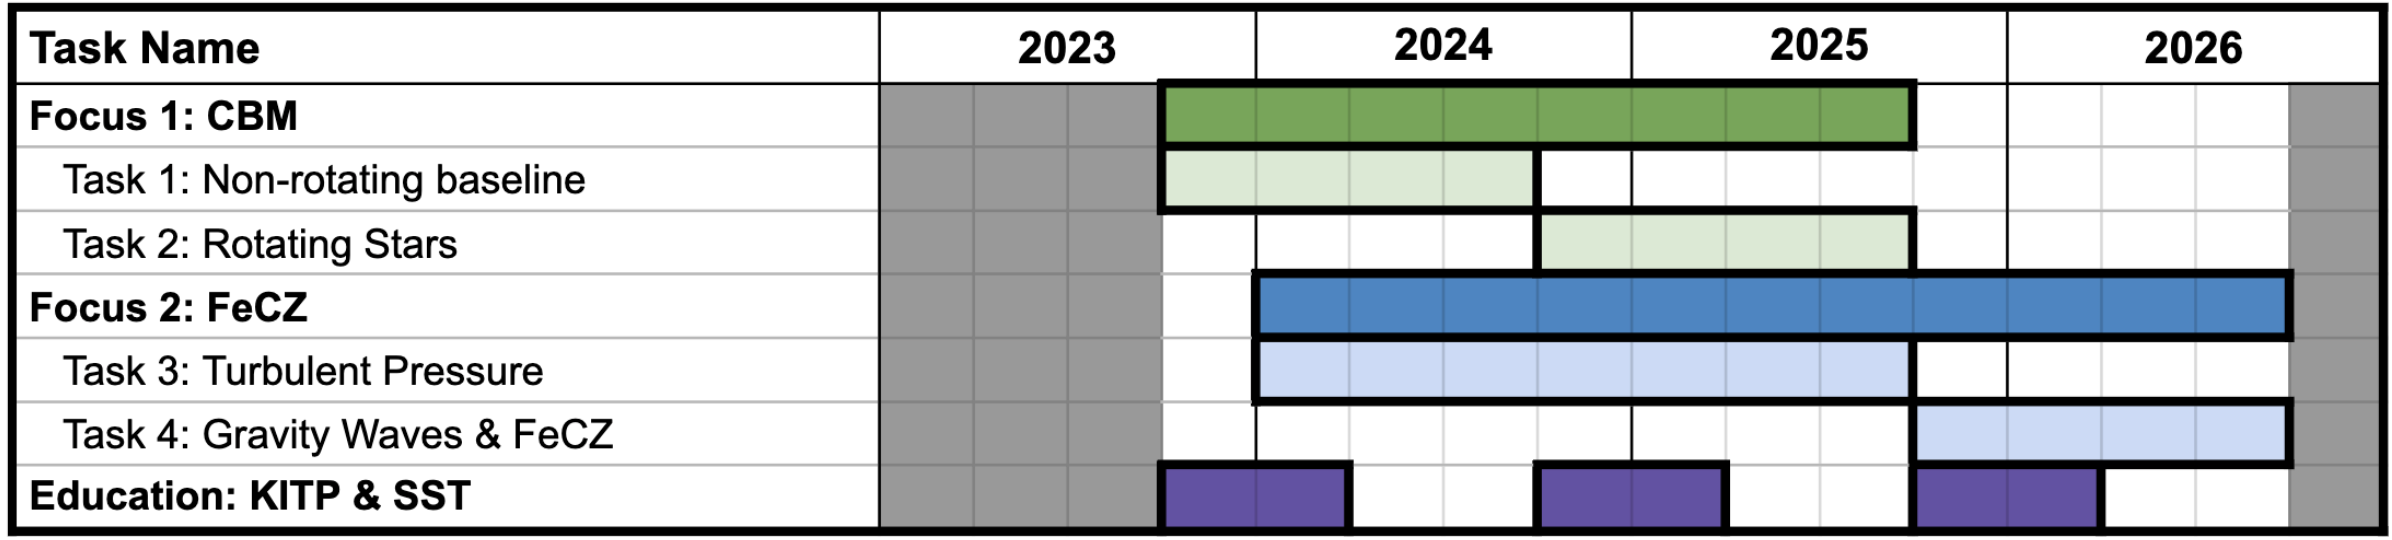 Task Name 2023 2024 2025 2026
Focus 1: CBM
Task 1: Non-rotating baseline
Task 2: Rotating Stars
Focus 2: FeCZ
Task 3: Turbulent Pressure
Task 4: Gravity Waves & FeCZ
Education: KITP & SST